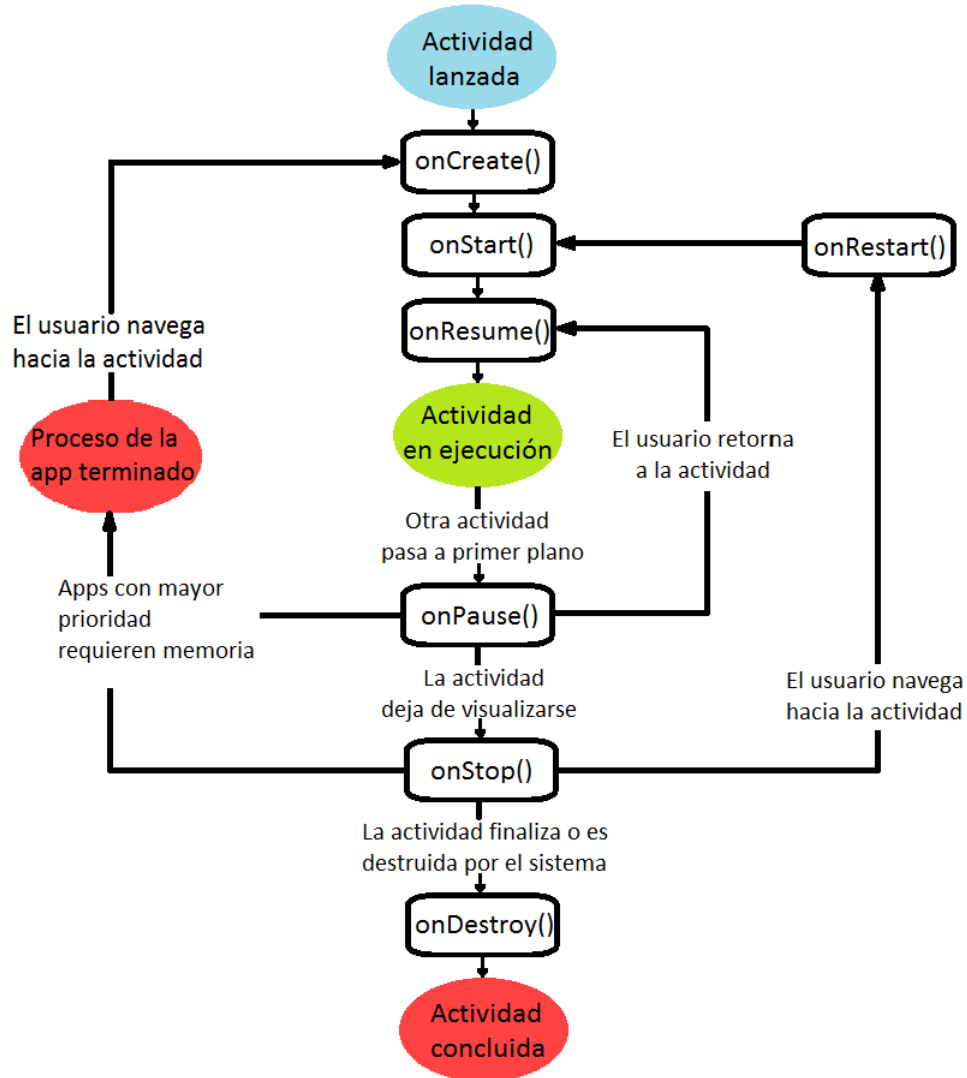 Actividad
lanzada
onCreate()
onStart()
onRestart()
onResume()
El usuario navega
hacia la actividad
Actividad
en ejecución
Proceso de la
app terminado
El usuario retorna
a la actividad
Otra actividad
pasa a primer plano
Apps con mayor
prioridad
requieren memoria
onPause()
La actividad
deja de visualizarse
El usuario navega
hacia la actividad
onStop()
La actividad finaliza o es
destruida por el sistema
onDestroy()
Actividad
concluida